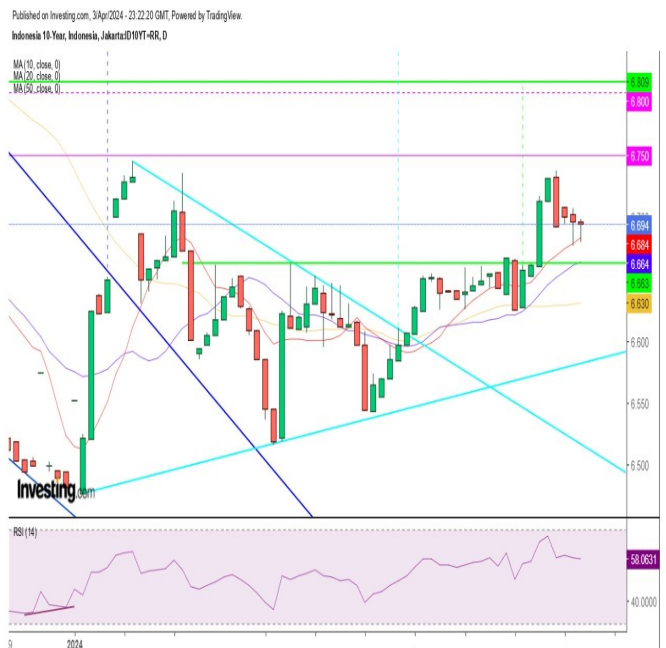 Published on Investing.com, 3/Apr/2024 - 23:22:20 GMT, Powered by TradingView.
Indonesia 10-Year, Indonesia, Jakarta:ID10YT=RR, D
MA (10, close, 0)
MA (20, close, 0)
MA (50, close, 0)
6.809
6.800
6.750
6.694
6.684
6.664
6.663
6.630
6.600
6.550
6.500
Investing.com
RSI (14)
58.0631
40.0000
9
2024